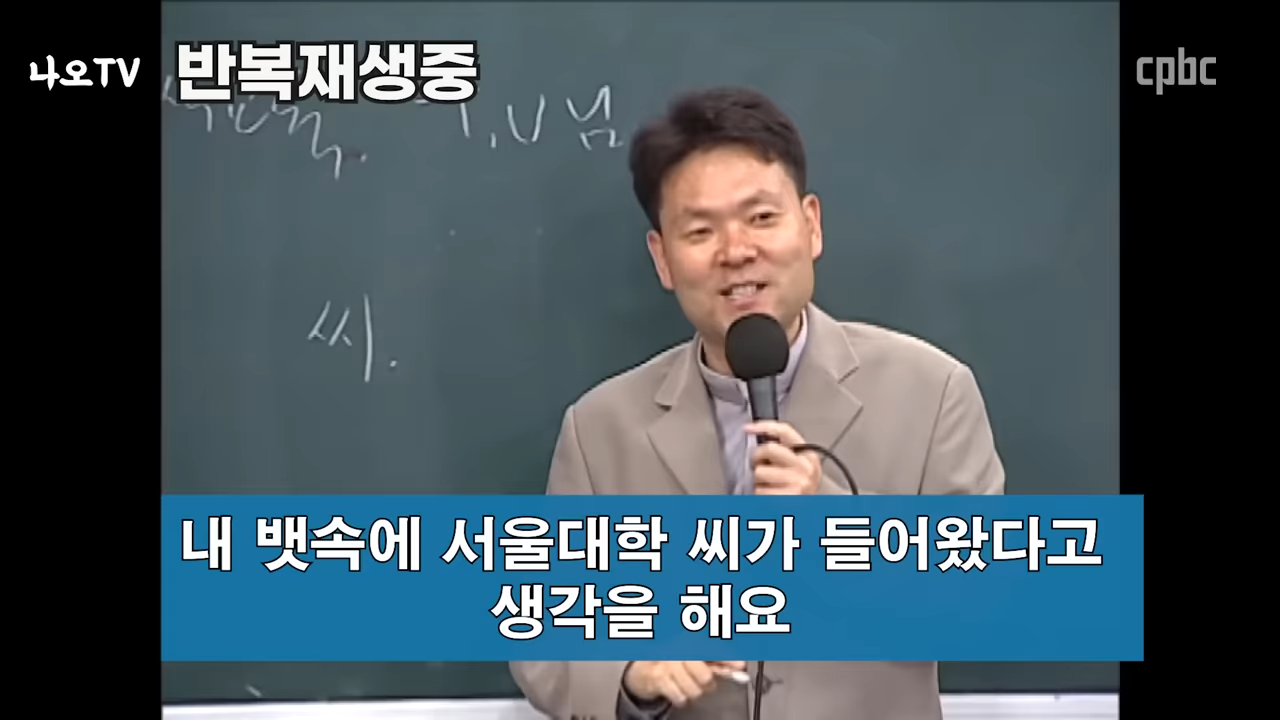 나오TV
반복재생중
cpbc
님
씨.
내 뱃속에 서울대학 씨가 들어왔다고
생각을 해요